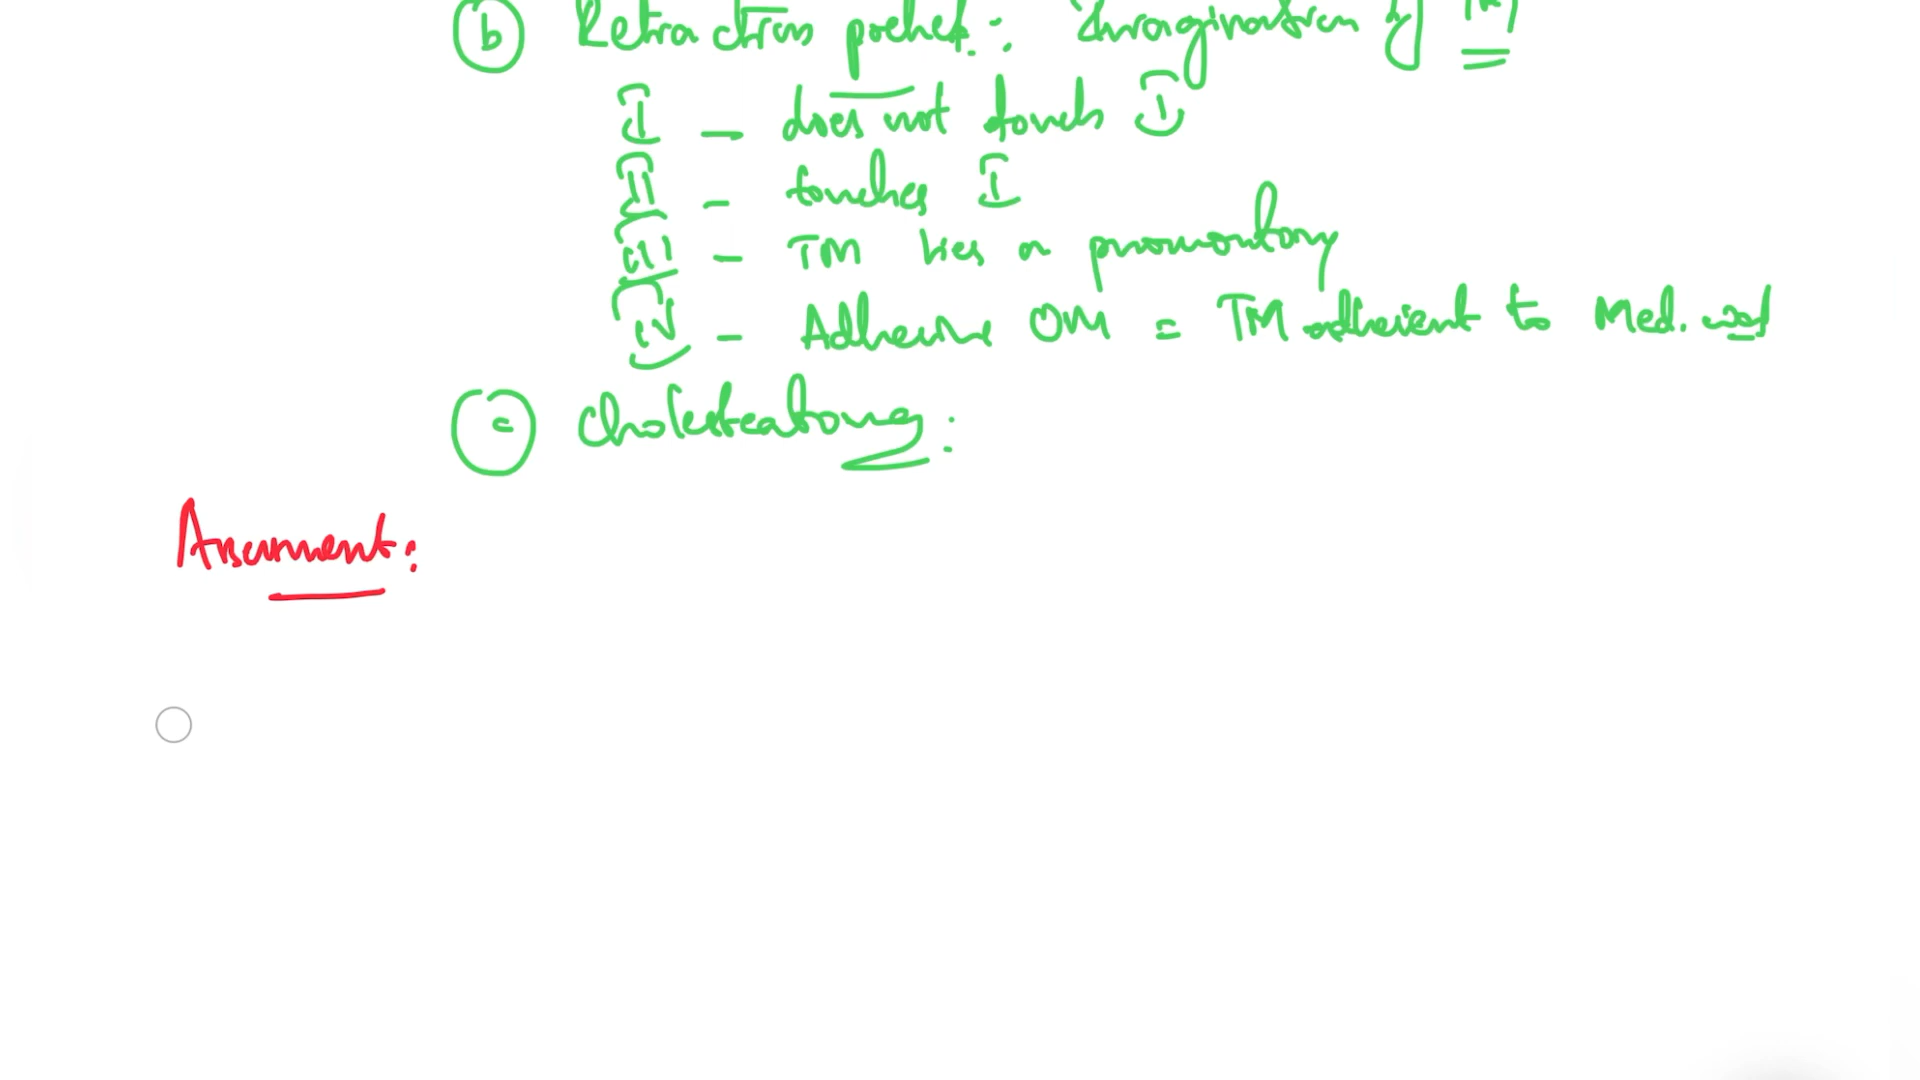 (b) Retraction pocket: Invagination of TM
I - does not touch I
II - touches I
III - TM lies on promontory
IV - Adhesive OM = TM adherent to Med. wal
(c) Cholesteatoma:
Assessment: